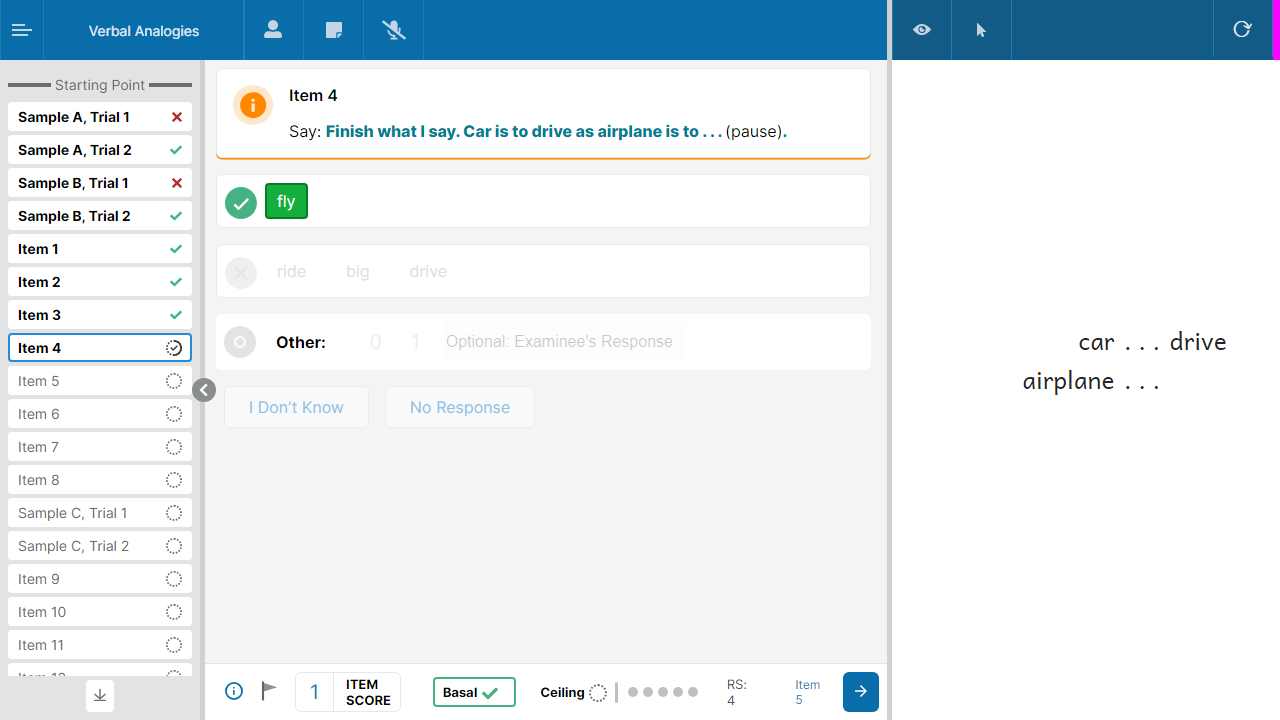 Verbal Analogies
Starting Point
Sample A, Trial 1
Sample A, Trial 2
Sample B, Trial 1
Sample B, Trial 2
Item 1
Item 2
Item 3
Item 4
Item 5
Item 6
Item 7
Item 8
Sample C, Trial 1
Sample C, Trial 2
Item 9
Item 10
Item 11
Item 4
Say: Finish what I say. Car is to drive as airplane is to . . . (pause).
fly
ride big drive
Other: 0 1 Optional: Examinee's Response
I Don't Know No Response
1 ITEM SCORE Basal Ceiling RS: 4 Item 5
car . . . drive
airplane . . .